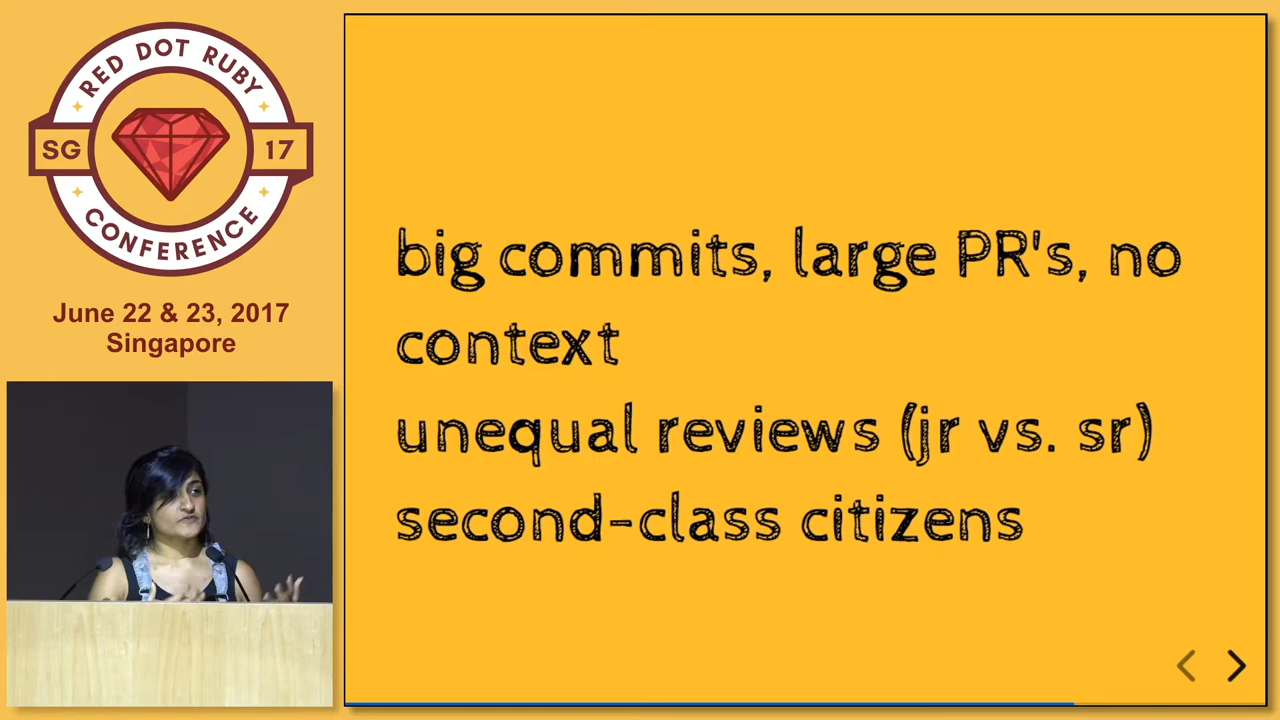 RED DOT RUBY
SG 17
CONFERENCE
June 22 & 23, 2017
Singapore
big commits, large PR's, no
context
unequal reviews (jr vs. sr)
second-class citizens